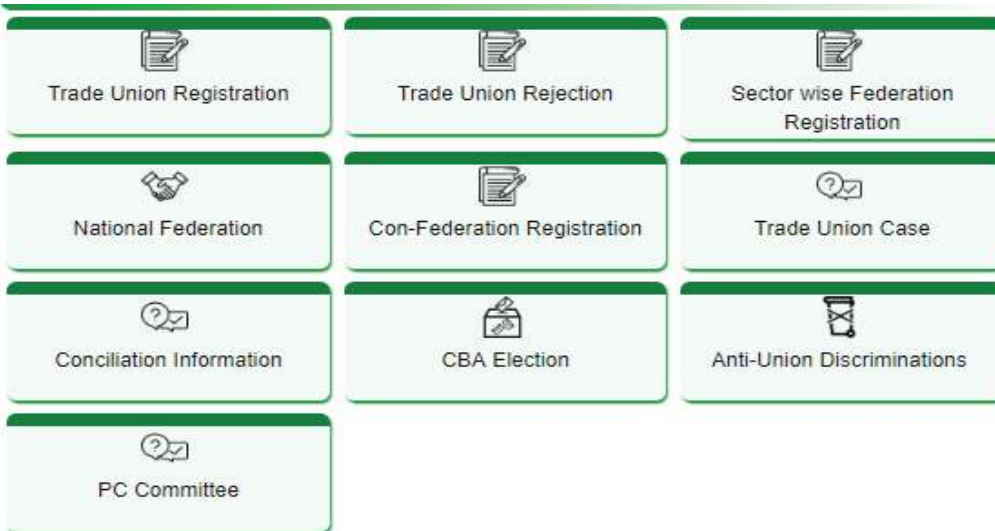 Trade Union Registration
Trade Union Rejection
Sector wise Federation
Registration
National Federation
Con-Federation Registration
Trade Union Case
Conciliation Information
CBA Election
Anti-Union Discriminations
PC Committee